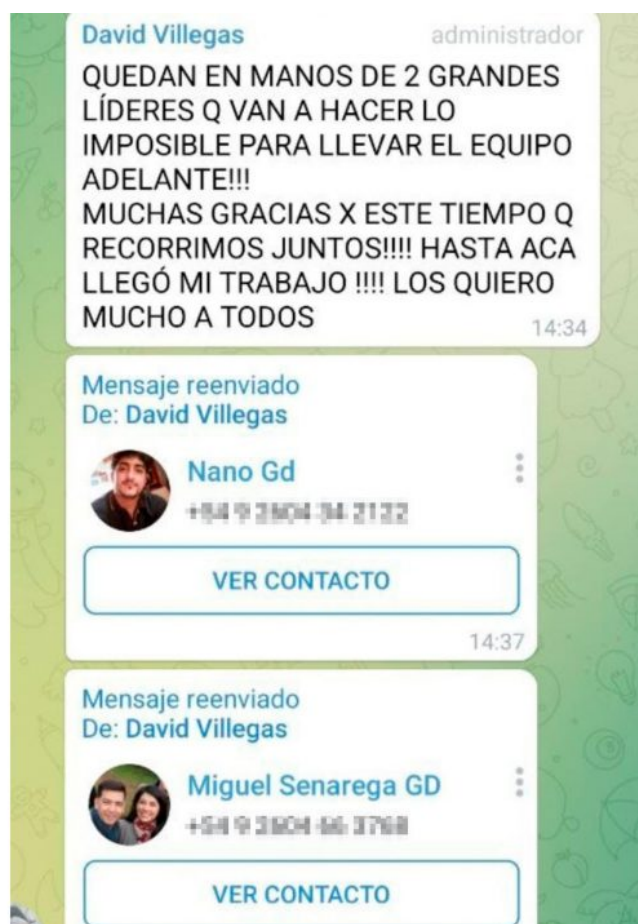 David Villegas administrador
QUEDAN EN MANOS DE 2 GRANDES
LÍDERES Q VAN A HACER LO
IMPOSIBLE PARA LLEVAR EL EQUIPO
ADELANTE!!!
MUCHAS GRACIAS X ESTE TIEMPO Q
RECORRIMOS JUNTOS!!!! HASTA ACA
LLEGÓ MI TRABAJO !!!! LOS QUIERO
MUCHO A TODOS
14:34
Mensaje reenviado
De: David Villegas
Nano Gd
VER CONTACTO
14:37
Mensaje reenviado
De: David Villegas
Miguel Senarega GD
VER CONTACTO